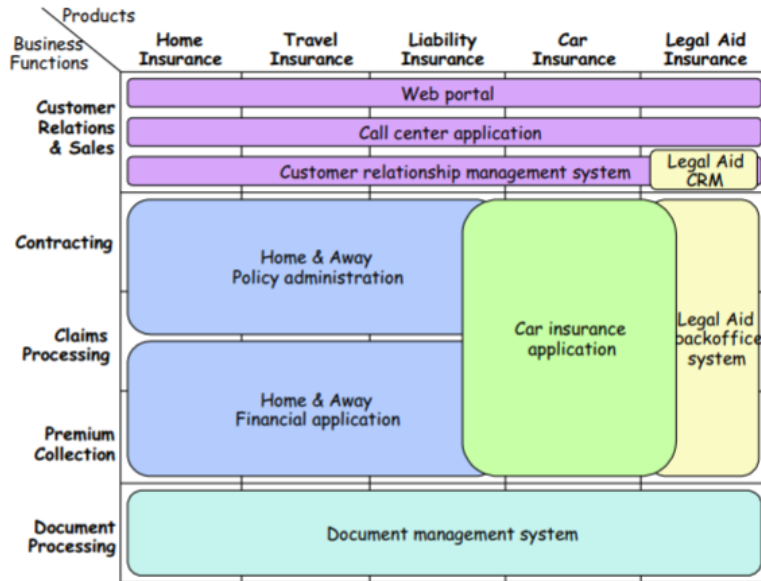 Products
Business
Functions
Home
Insurance
Travel
Insurance
Liability
Insurance
Car
Insurance
Legal Aid
Insurance
Customer
Relations
& Sales
Web portal
Call center application
Customer relationship management system
Legal Aid
CRM
Contracting
Home & Away
Policy administration
Claims
Processing
Car insurance
application
Legal Aid
backoffice
system
Home & Away
Financial application
Premium
Collection
Document
Processing
Document management system